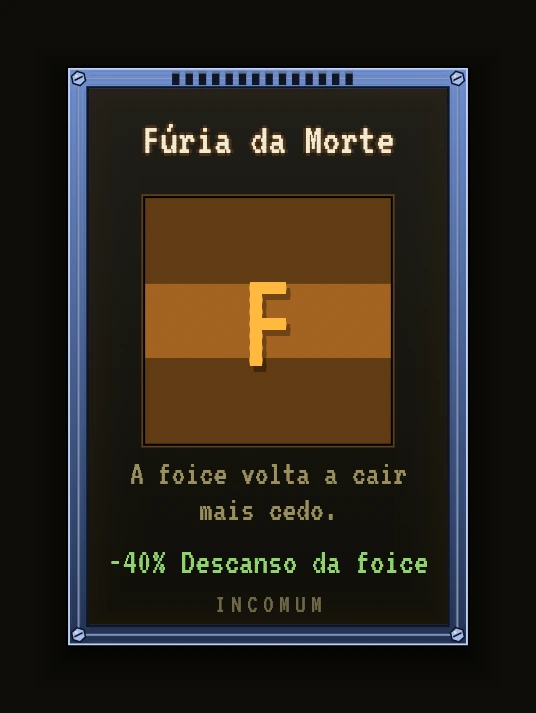 Fúria da Morte
F
A foice volta a cair
mais cedo.
-40% Descanso da foice
INCOMUM